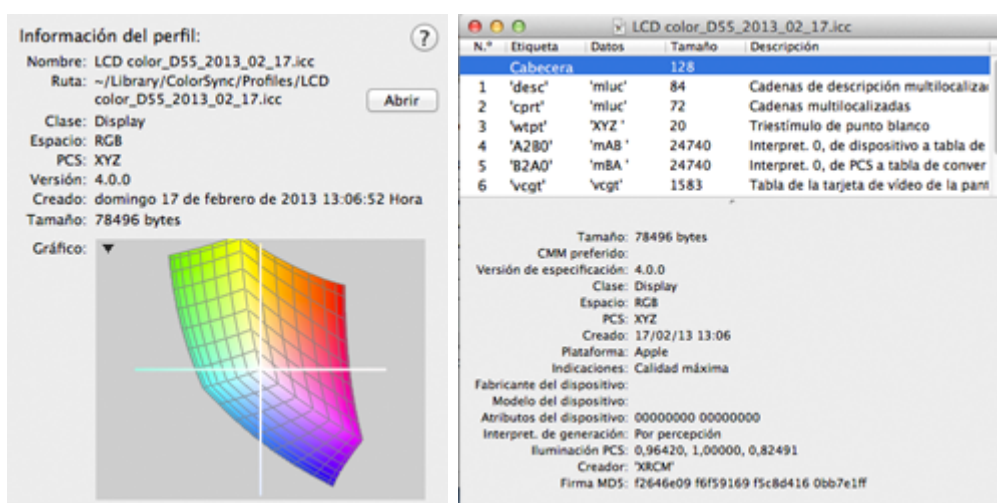 Información del perfil:
?
Nombre: LCD color_D55_2013_02_17.icc
Ruta: ~/Library/ColorSync/Profiles/LCD
color_D55_2013_02_17.icc
Abrir
Clase: Display
Espacio: RGB
PCS: XYZ
Versión: 4.0.0
Creado: domingo 17 de febrero de 2013 13:06:52 Hora
Tamaño: 78496 bytes
Gráfico:
LCD color_D55_2013_02_17.icc
N.º Etiqueta Datos Tamaño Descripción
Cabecera 128
1 'desc' 'mluc' 84 Cadenas de descripción multilocaliza
2 'cprt' 'mluc' 72 Cadenas multilocalizadas
3 'wtpt' 'XYZ ' 20 Triestímulo de punto blanco
4 'A2B0' 'mAB ' 24740 Interpret. 0, de dispositivo a tabla de
5 'B2A0' 'mBA ' 24740 Interpret. 0, de PCS a tabla de conver
6 'vcgt' 'vcgt' 1583 Tabla de la tarjeta de vídeo de la pant
Tamaño: 78496 bytes
CMM preferido:
Versión de especificación: 4.0.0
Clase: Display
Espacio: RGB
PCS: XYZ
Creado: 17/02/13 13:06
Plataforma: Apple
Indicaciones: Calidad máxima
Fabricante del dispositivo:
Modelo del dispositivo:
Atributos del dispositivo: 00000000 00000000
Interpret. de generación: Por percepción
Iluminación PCS: 0,96420, 1,00000, 0,82491
Creador: 'XRCM'
Firma MD5: f2646e09 f6f59169 f5c8d416 0bb7e1ff